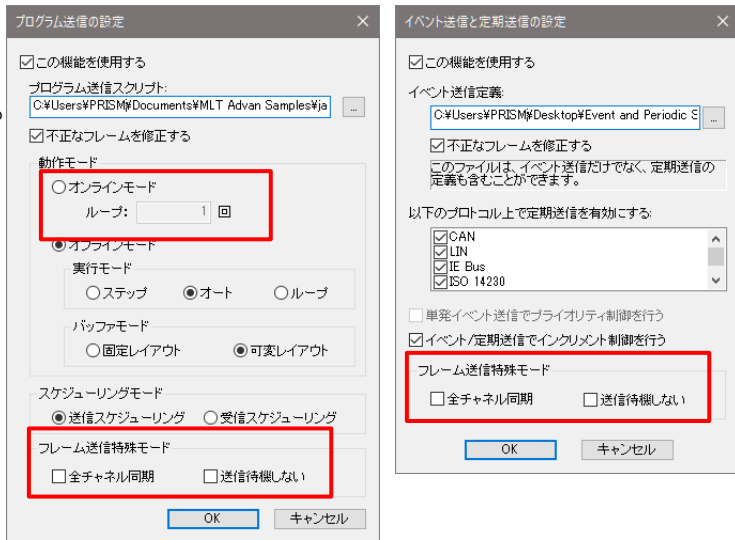 プログラム送信の設定
この機能を使用する
プログラム送信スクリプト:
C:¥Users¥PRISM¥Documents¥MLT Advan Samples¥ja
...
不正なフレームを修正する
動作モード
オンラインモード
ループ: 1 回
オフラインモード
実行モード
ステップ オート ループ
バッファモード
固定レイアウト 可変レイアウト
スケジューリングモード
送信スケジューリング 受信スケジューリング
フレーム送信特殊モード
全チャネル同期 送信待機しない
OK キャンセル
イベント送信と定期送信の設定
この機能を使用する
イベント送信定義:
C:¥Users¥PRISM¥Desktop¥Event and Periodic S
...
不正なフレームを修正する
このファイルは、イベント送信だけでなく、定期送信の
定義も含むことができます。
以下のプロトコル上で定期送信を有効にする:
CAN
LIN
IE Bus
ISO 14230
単発イベント送信でプライオリティ制御を行う
イベント/定期送信でインクリメント制御を行う
フレーム送信特殊モード
全チャネル同期 送信待機しない
OK キャンセル